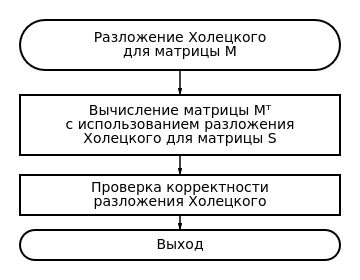 Разложение Холецкого
для матрицы M
Вычисление матрицы Mᵀ
с использованием разложения
Холецкого для матрицы S
Проверка корректности
разложения Холецкого
Выход